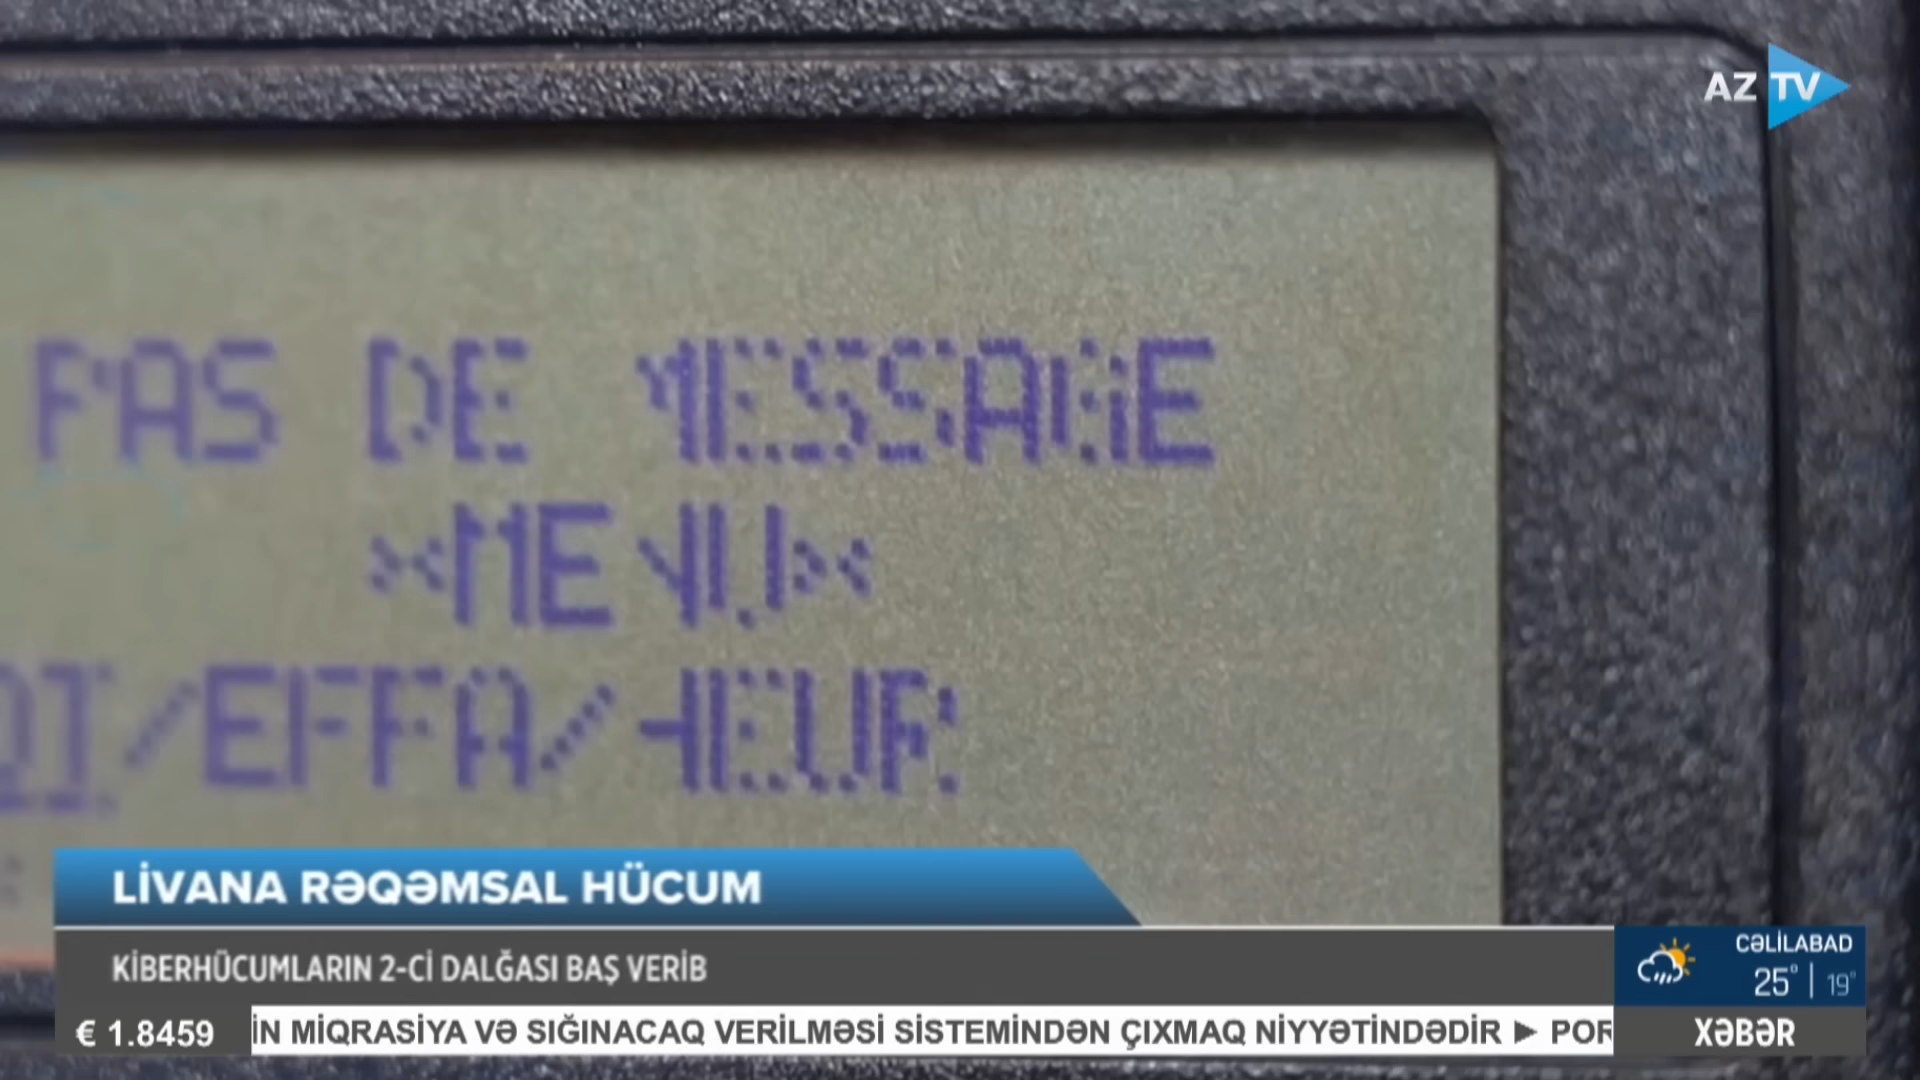 AZ TV
PAS DE MESSAGE
*MENU*
/EFFA/HEUR
LİVANA RƏQƏMSAL HÜCUM
KİBERHÜCUMLARIN 2-Cİ DALĞASI BAŞ VERİB
€ 1.8459
İN MİQRASİYA VƏ SIĞINACAQ VERİLMƏSİ SİSTEMİNDƏN ÇIXMAQ NİYYƏTİNDƏDİR ► POR
CƏLİLABAD
25° | 19°
XƏBƏR